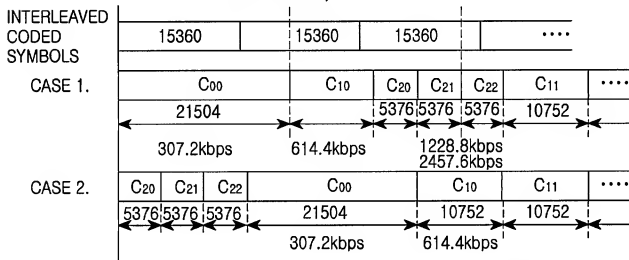 INTERLEAVED
CODED
SYMBOLS
15360 15360 15360 ....
CASE 1. C00 C10 C20 C21 C22 C11 ....
21504 5376 5376 5376 10752
307.2kbps 614.4kbps 1228.8kbps
2457.6kbps
CASE 2. C20 C21 C22 C00 C10 C11 ....
5376 5376 5376 21504 10752 10752
307.2kbps 614.4kbps